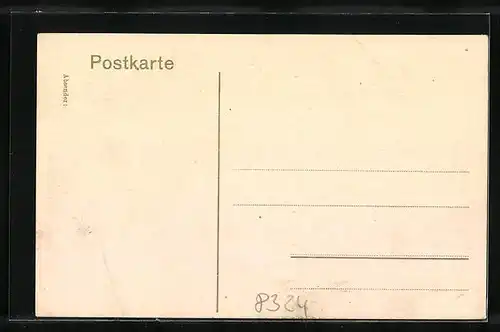 Postkarte
Absender:
8324